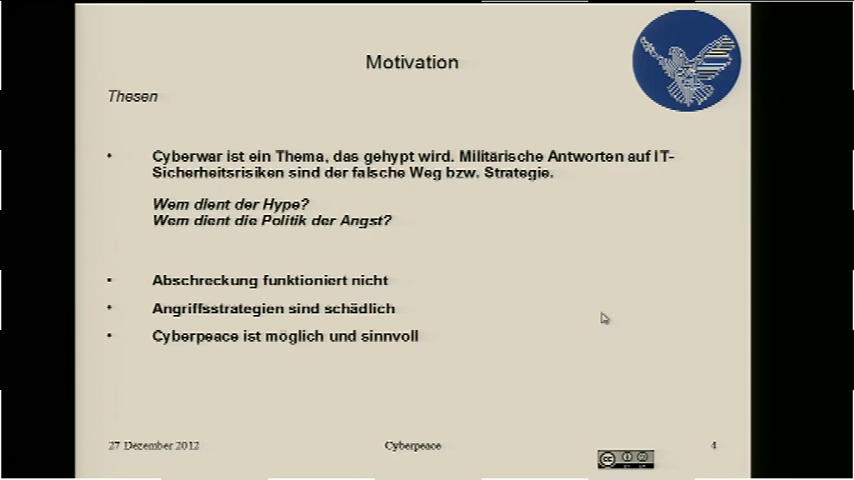 Motivation
Thesen
• Cyberwar ist ein Thema, das gehypt wird. Militärische Antworten auf IT-
Sicherheitsrisiken sind der falsche Weg bzw. Strategie.
Wem dient der Hype?
Wem dient die Politik der Angst?
• Abschreckung funktioniert nicht
• Angriffsstrategien sind schädlich
• Cyberpeace ist möglich und sinnvoll
27 Dezember 2012 Cyberpeace 4
cc